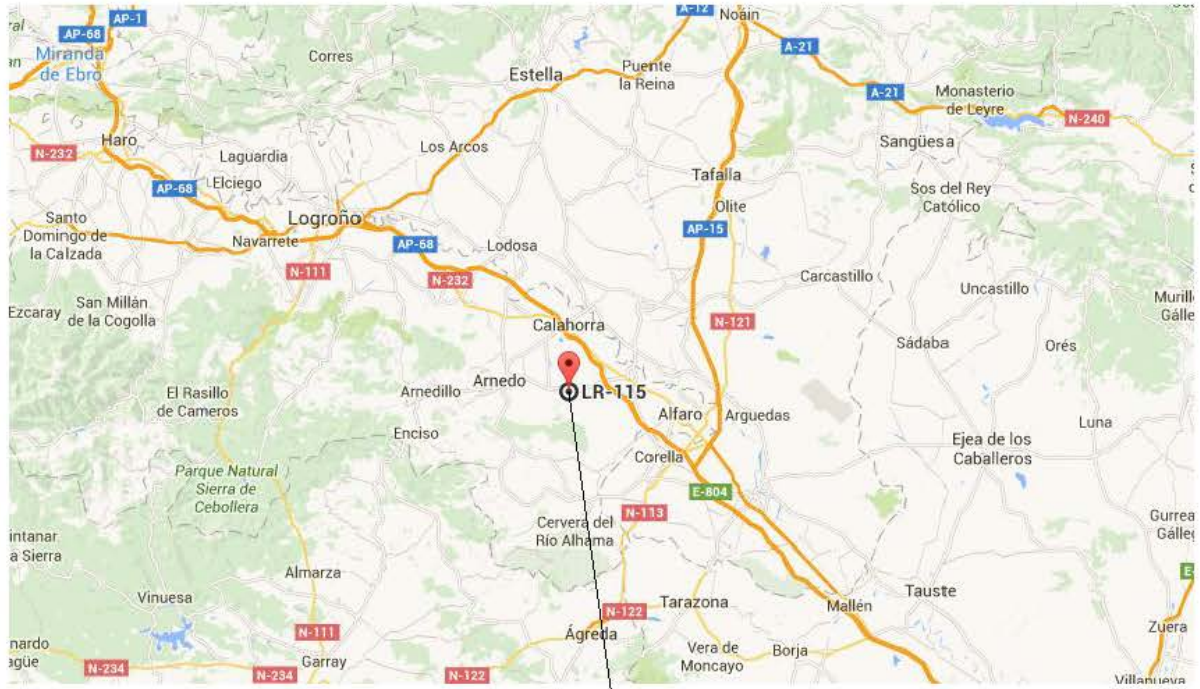 A-12
AP-1
Noáin
AP-68
Miranda
de Ebro
A-21
Corres
Puente
la Reina
Estella
A-21
Monasterio
de Leyre
N-240
Haro
N-232
Laguardia
Los Arcos
Sangüesa
Elciego
AP-68
Tafalla
Sos del Rey
Católico
Olite
Santo
Domingo de
la Calzada
Logroño
Navarrete
AP-68
AP-15
Lodosa
N-111
N-232
Carcastillo
Uncastillo
Ezcaray
San Millán
de la Cogolla
Calahorra
N-121
Sádaba
Orés
El Rasillo
de Cameros
Arnedillo
Arnedo
LR-115
Alfaro
Arguedas
Luna
Enciso
Ejea de los
Caballeros
Corella
Parque Natural
Sierra de
Cebollera
E-804
N-113
Cervera del
Río Alhama
Almarza
Vinuesa
Tauste
Tarazona
Mallén
N-122
Zuera
N-111
Ágreda
Vera de
Moncayo
Borja
Garray
N-234
N-234
N-122
Villanueva